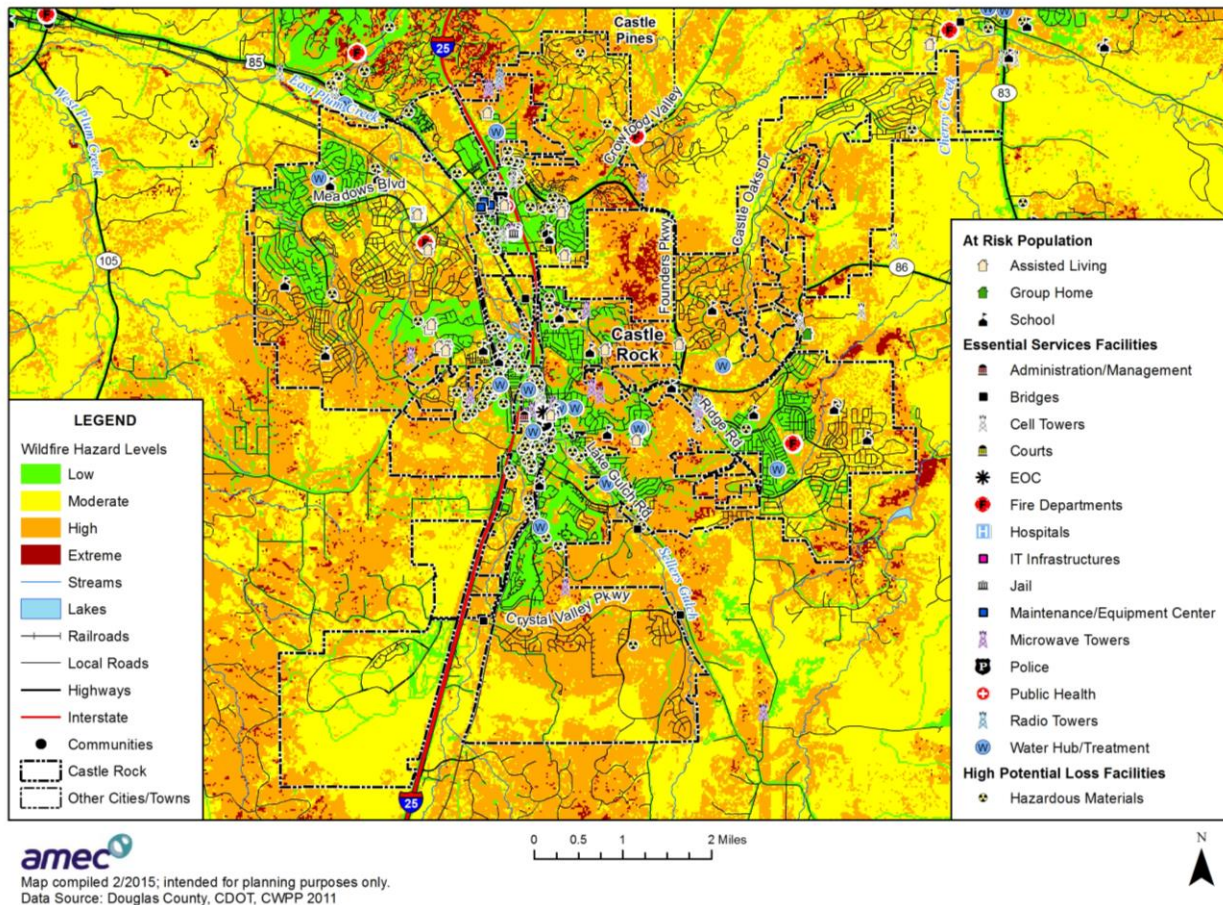 Castle
Pines
25
85
East Plum Creek
West Plum Creek
Crowfood Valley
Cherry Creek
83
Meadows Blvd
Castle Oaks Dr
105
Founders Pkwy
86
Castle
Rock
Ridge Rd
Lake Gulch Rd
Sellers Gulch
Crystal Valley Pkwy
25
LEGEND
Wildfire Hazard Levels
Low
Moderate
High
Extreme
Streams
Lakes
Railroads
Local Roads
Highways
Interstate
Communities
Castle Rock
Other Cities/Towns
At Risk Population
Assisted Living
Group Home
School
Essential Services Facilities
Administration/Management
Bridges
Cell Towers
Courts
EOC
F Fire Departments
H Hospitals
IT Infrastructures
Jail
Maintenance/Equipment Center
Microwave Towers
P Police
Public Health
Radio Towers
W Water Hub/Treatment
High Potential Loss Facilities
Hazardous Materials
amec
Map compiled 2/2015; intended for planning purposes only.
Data Source: Douglas County, CDOT, CWPP 2011
0 0.5 1 2 Miles
N